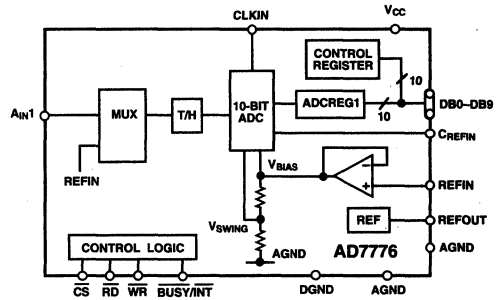 CLKIN
VCC
CONTROL
REGISTER
10
AIN1
MUX
T/H
10-BIT
ADC
ADCREG1
10
DB0–DB9
CREFIN
REFIN
VBIAS
–
+
REFIN
VSWING
REF
REFOUT
CONTROL LOGIC
AGND
AD7776
AGND
CS RD WR BUSY/INT
DGND
AGND